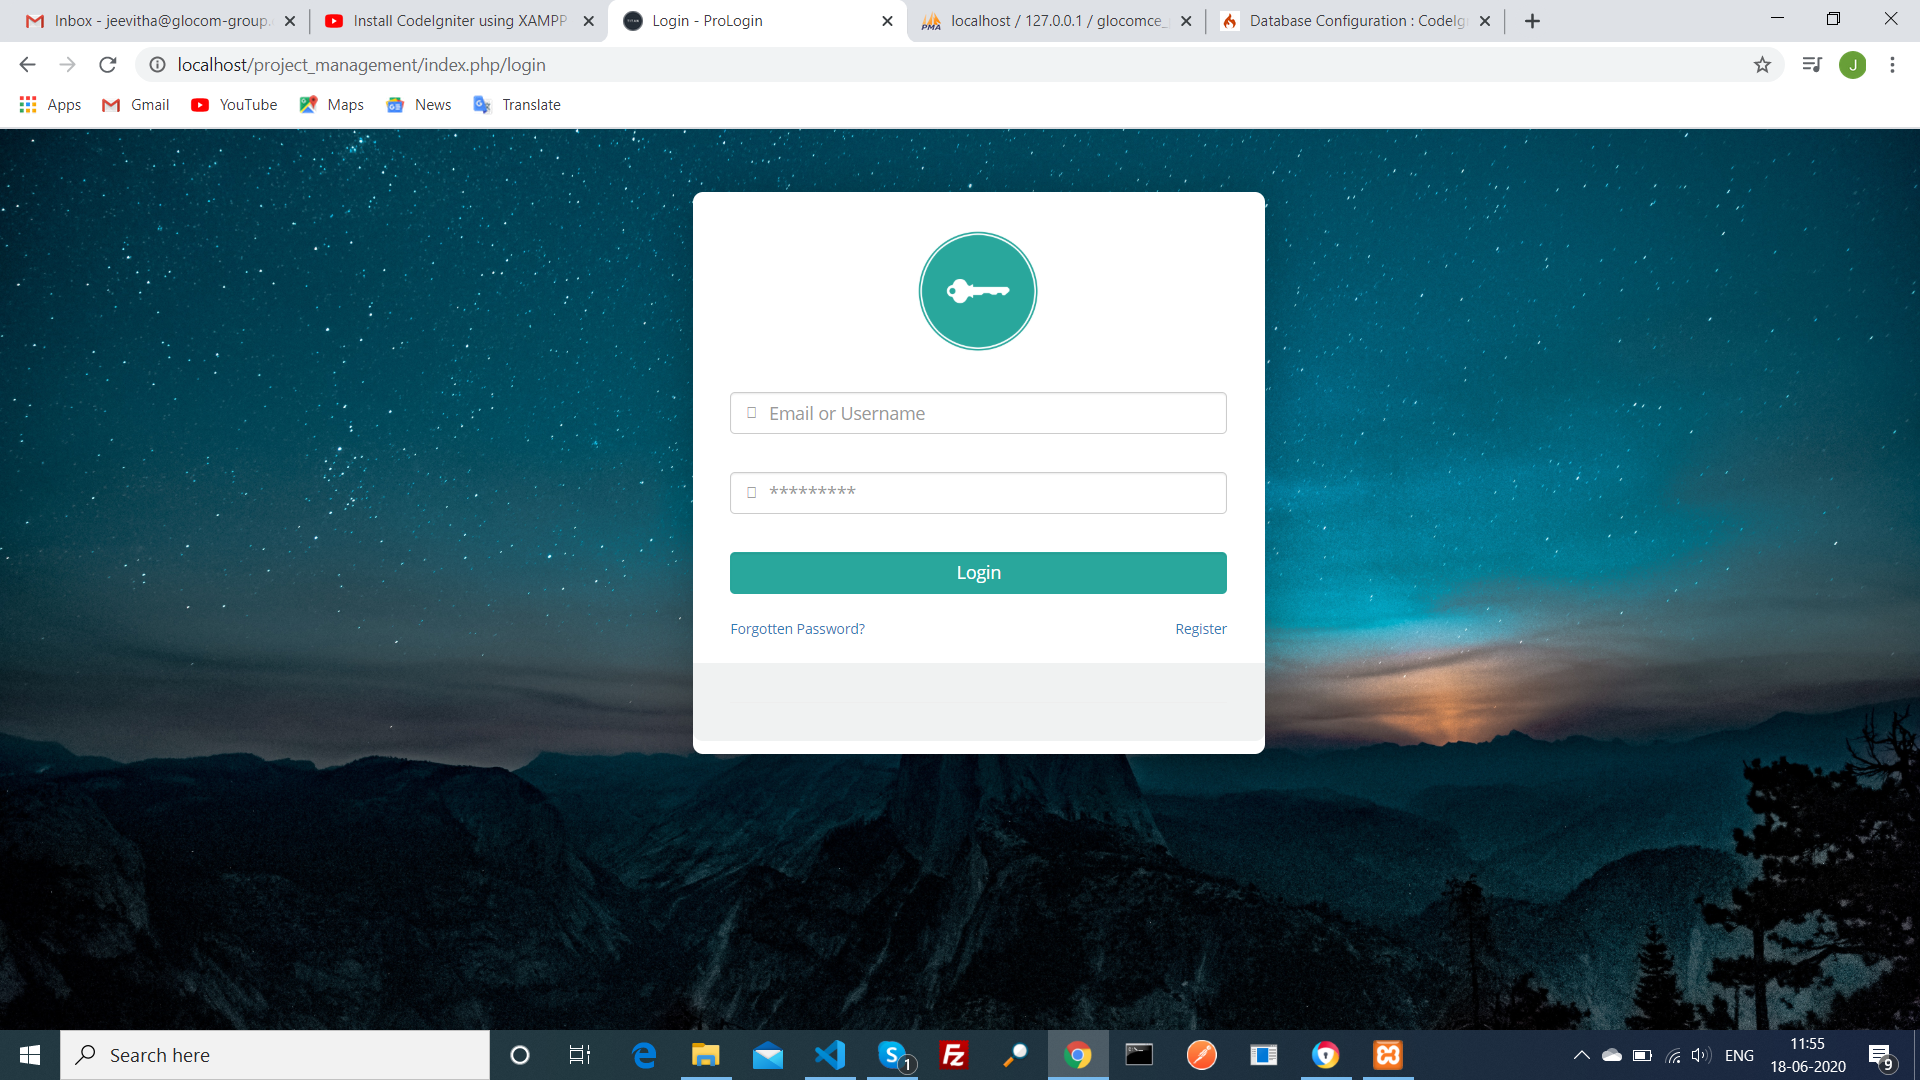 Inbox - jeevitha@glocom-group.
Install CodeIgniter using XAMPP
Login - ProLogin
PMA
localhost / 127.0.0.1 / glocomce_
Database Configuration : CodeIg
localhost/project_management/index.php/login
J
Apps
Gmail
YouTube
Maps
News
Translate
Email or Username
*********
Login
Forgotten Password?
Register
Search here
1
ENG
11:55
18-06-2020
9